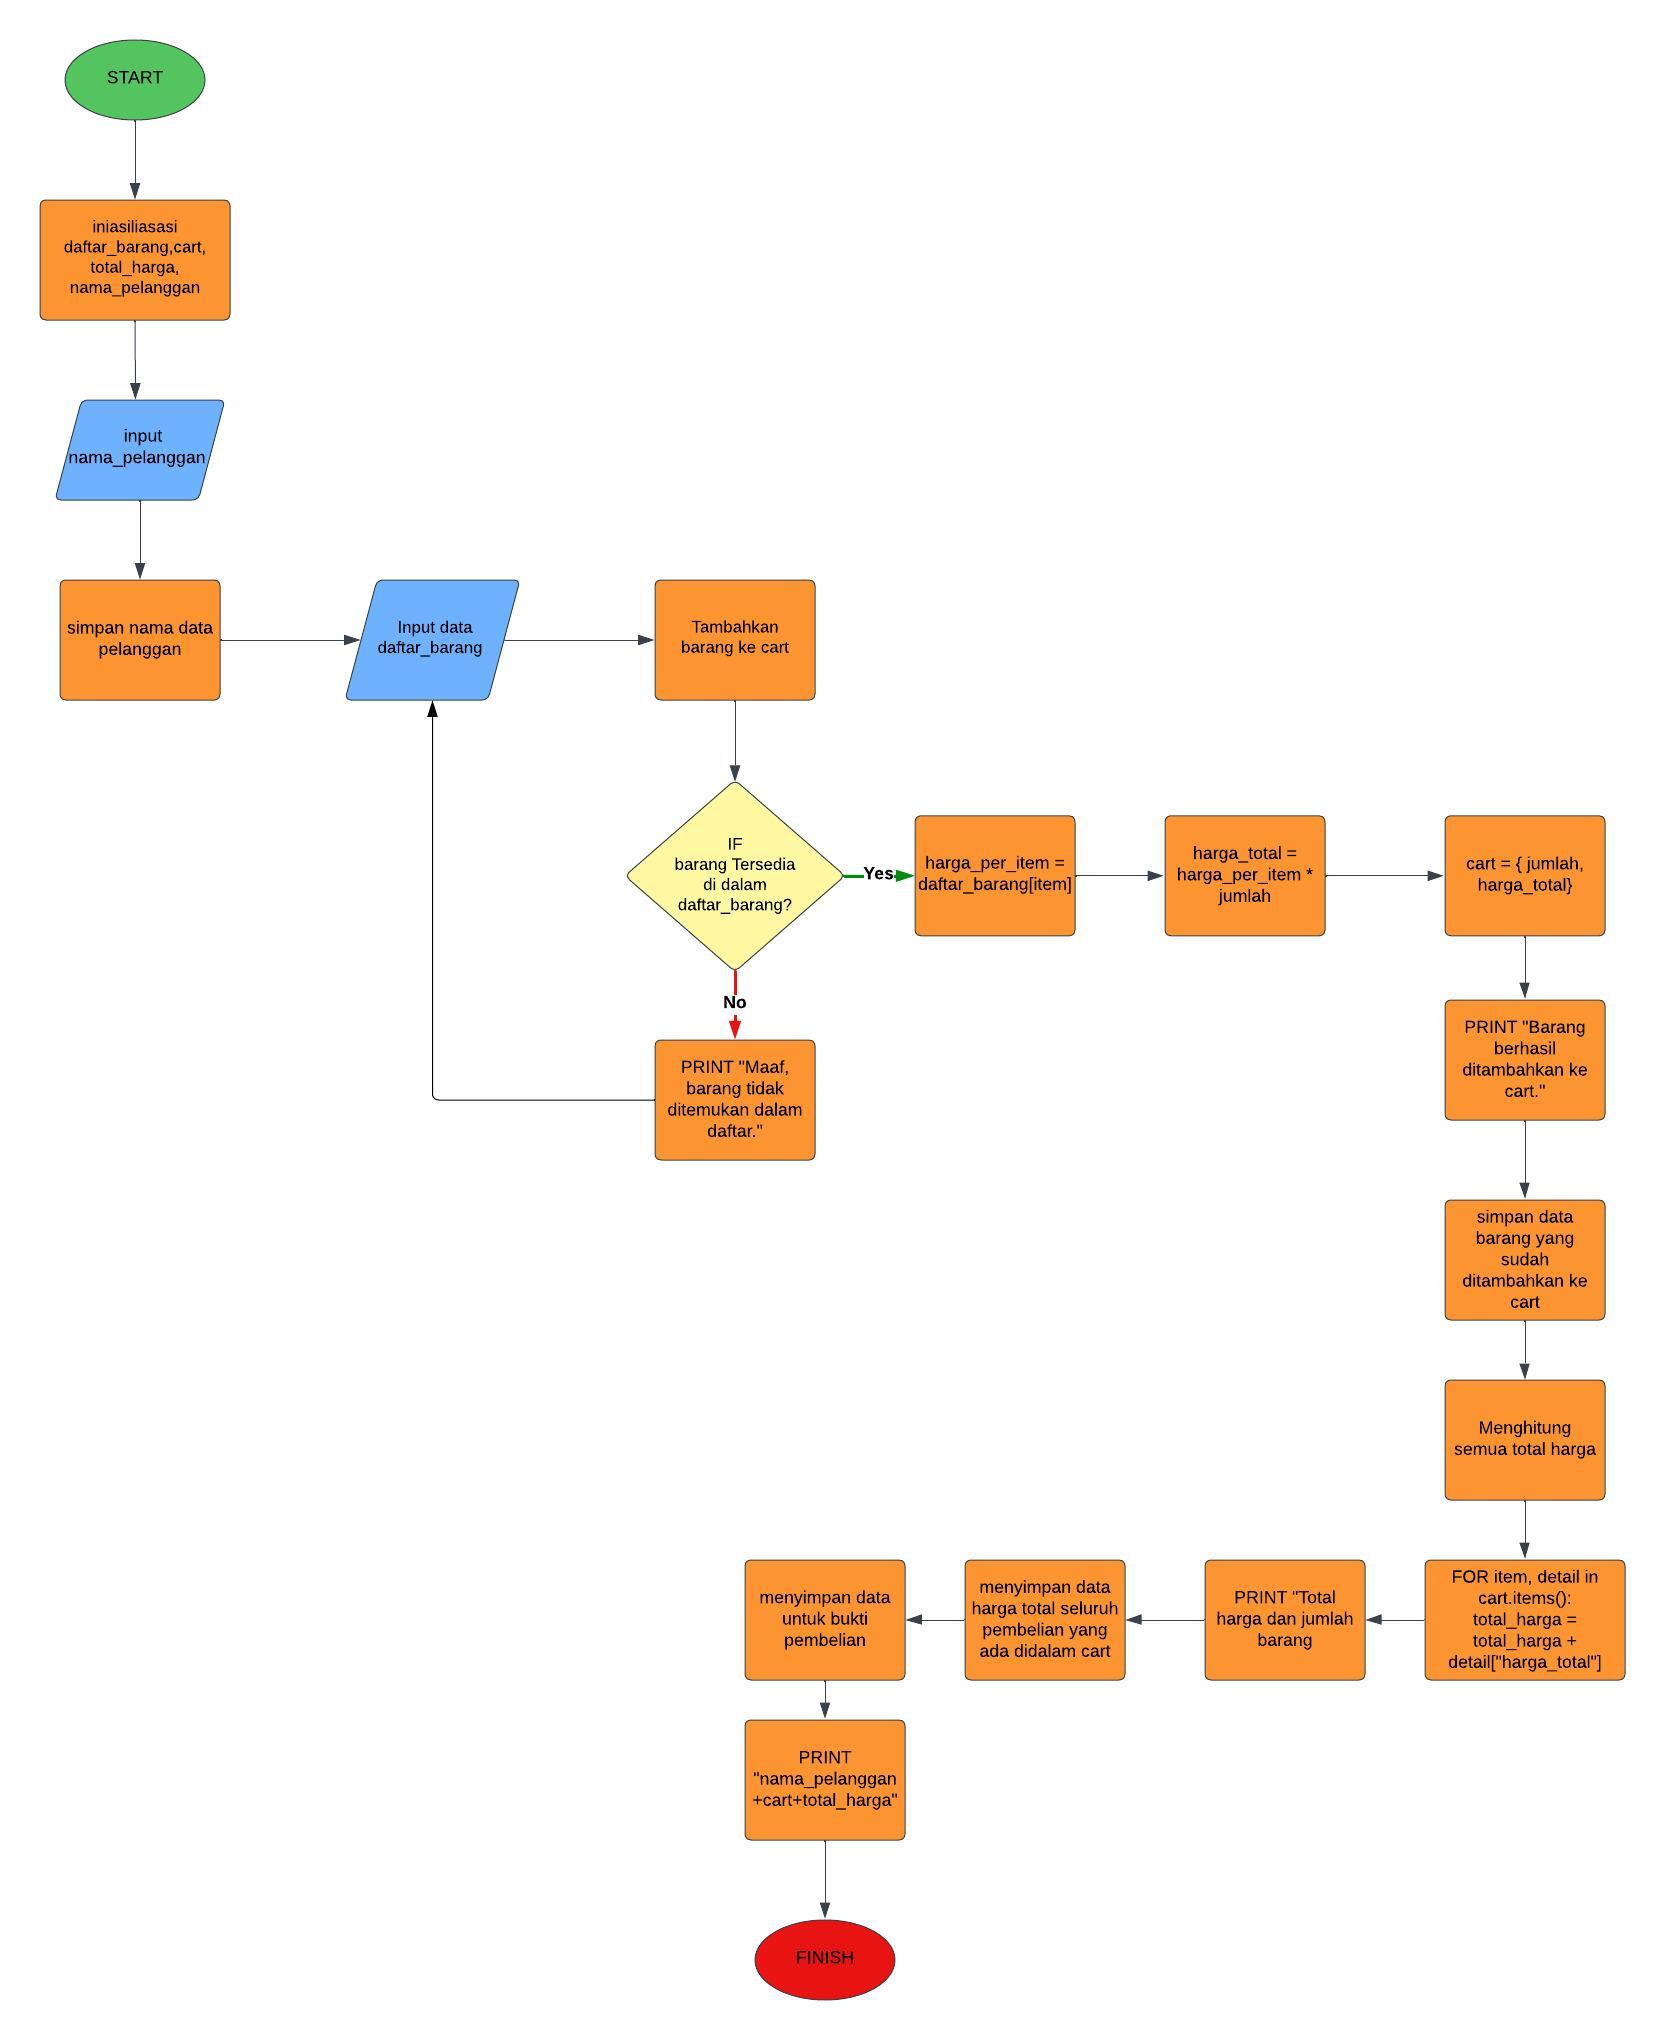 START
iniasiliasasi
daftar_barang,cart,
total_harga,
nama_pelanggan
input
nama_pelanggan
simpan nama data
pelanggan
Input data
daftar_barang
Tambahkan
barang ke cart
IF
barang Tersedia
di dalam
daftar_barang?
Yes
harga_per_item =
daftar_barang[item]
harga_total =
harga_per_item *
jumlah
cart = { jumlah,
harga_total}
No
PRINT "Maaf,
barang tidak
ditemukan dalam
daftar."
PRINT "Barang
berhasil
ditambahkan ke
cart."
simpan data
barang yang
sudah
ditambahkan ke
cart
Menghitung
semua total harga
FOR item, detail in
cart.items():
total_harga =
total_harga +
detail["harga_total"]
PRINT "Total
harga dan jumlah
barang
menyimpan data
harga total seluruh
pembelian yang
ada didalam cart
menyimpan data
untuk bukti
pembelian
PRINT
"nama_pelanggan
+cart+total_harga"
FINISH